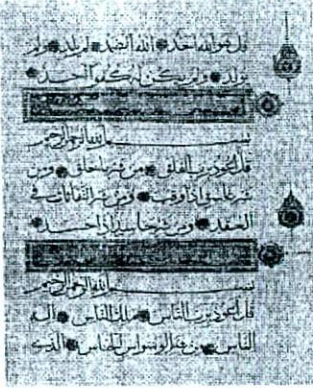 قل هو الله احد الله الصمد لم يلد ولم
يولد ولم يكن له كفوا احد
بسم الله الرحمن الرحيم
قل اعوذ برب الفلق من شر ما خلق ومن
شر غاسق اذا وقب ومن شر النفاثات في
العقد ومن شر حاسد اذا حسد
بسم الله الرحمن الرحيم
قل اعوذ برب الناس ملك الناس اله
الناس من شر الوسواس الخناس الذي